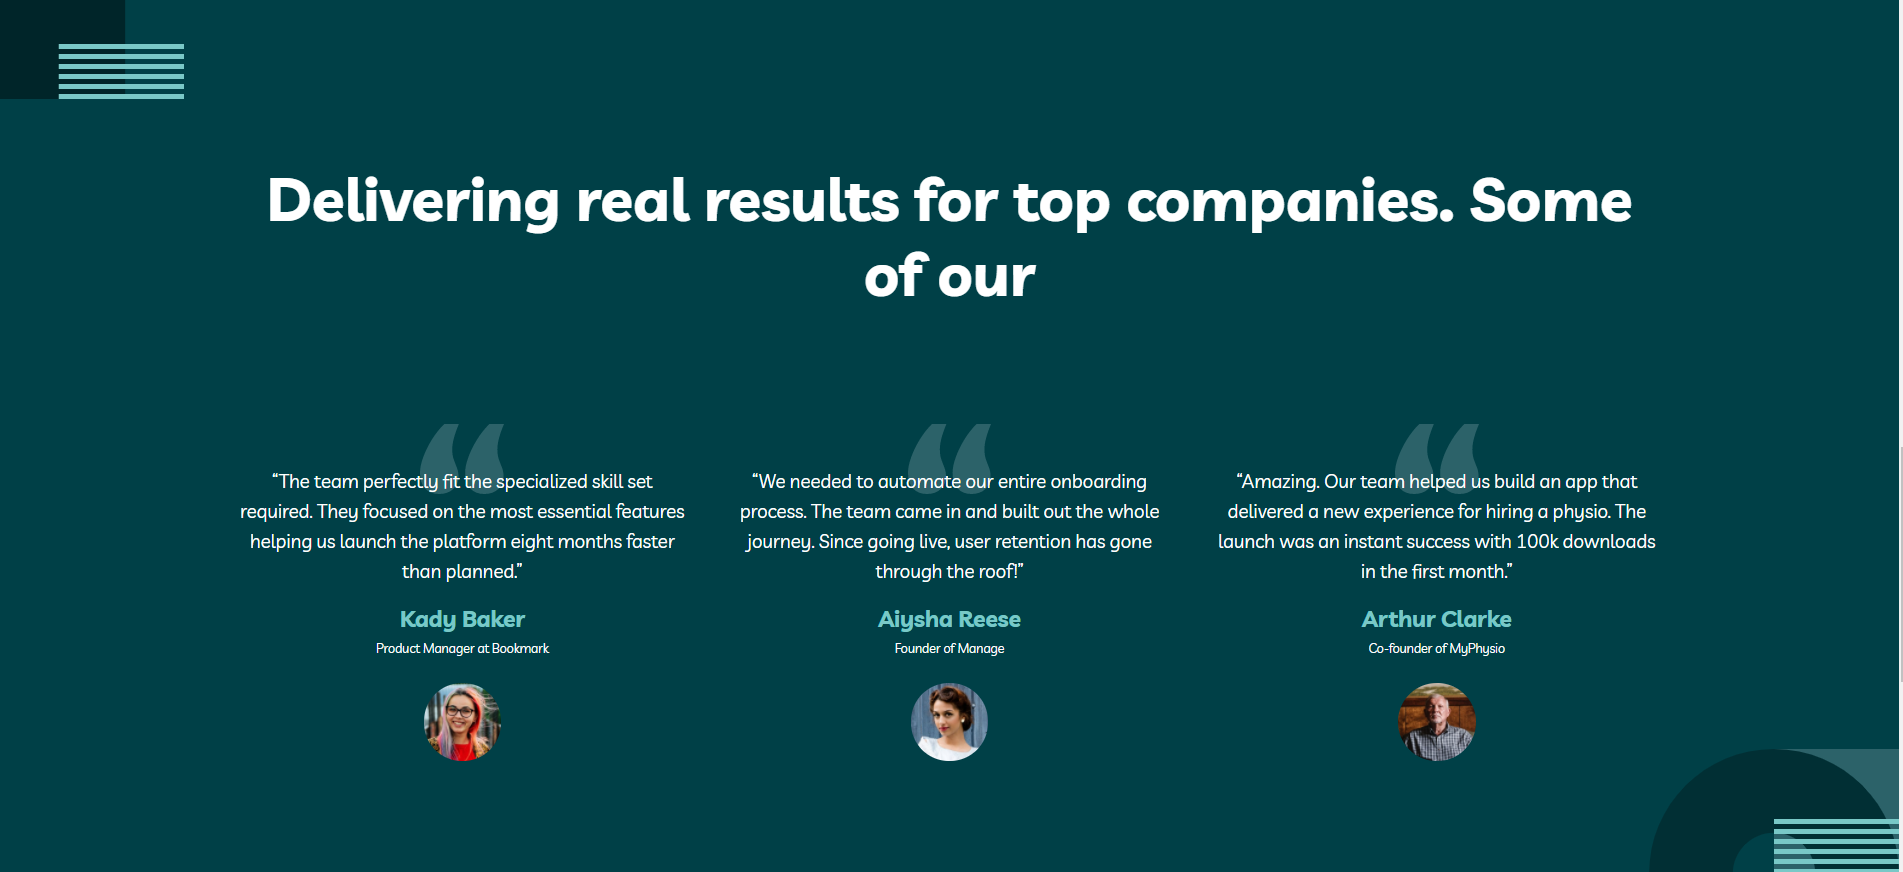 Delivering real results for top companies. Some
of our
“The team perfectly fit the specialized skill set
required. They focused on the most essential features
helping us launch the platform eight months faster
than planned.”
Kady Baker
Product Manager at Bookmark
“We needed to automate our entire onboarding
process. The team came in and built out the whole
journey. Since going live, user retention has gone
through the roof!”
Aiysha Reese
Founder of Manage
“Amazing. Our team helped us build an app that
delivered a new experience for hiring a physio. The
launch was an instant success with 100k downloads
in the first month.”
Arthur Clarke
Co-founder of MyPhysio